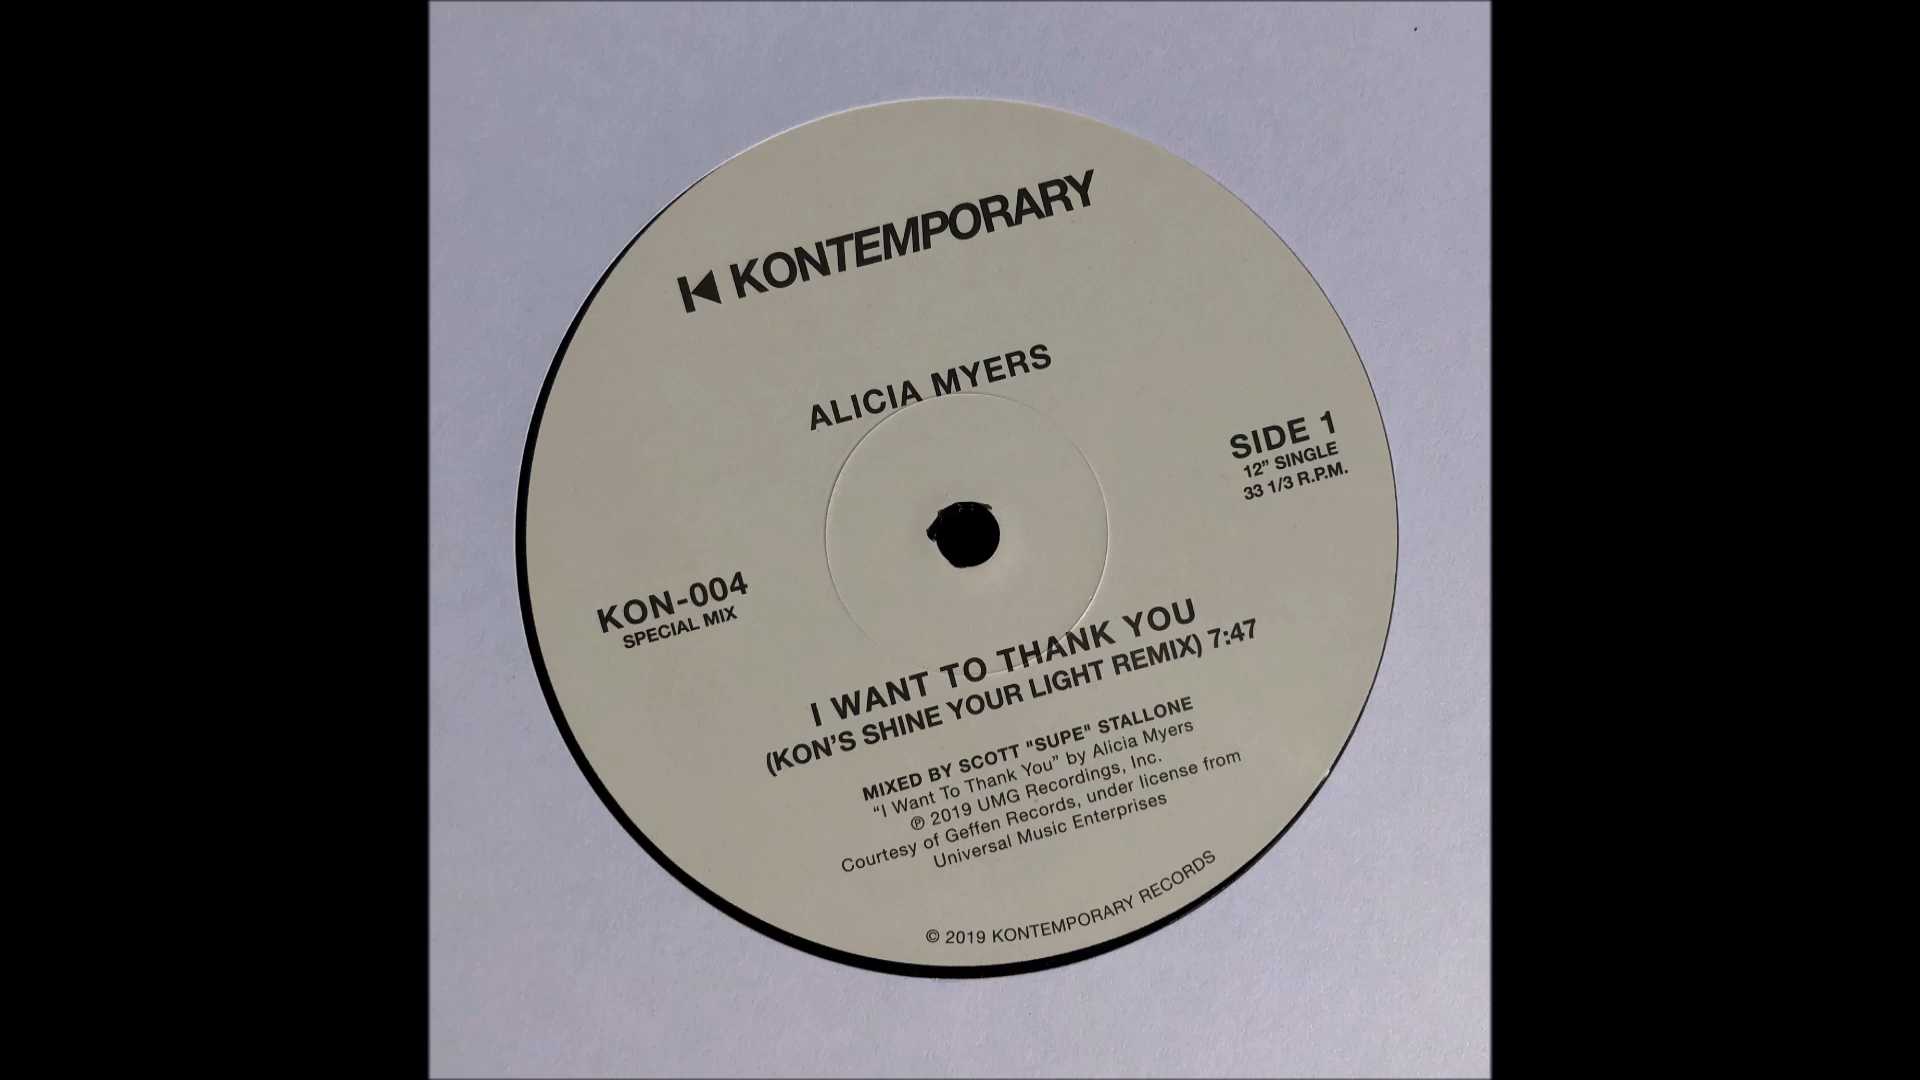 KONTEMPORARY
ALICIA MYERS
SIDE 1
12” SINGLE
33 1/3 R.P.M.
KON-004
SPECIAL MIX
I WANT TO THANK YOU
(KON’S SHINE YOUR LIGHT REMIX) 7:47
MIXED BY SCOTT "SUPE" STALLONE
“I Want To Thank You” by Alicia Myers
℗ 2019 UMG Recordings, Inc.
Courtesy of Geffen Records, under license from
Universal Music Enterprises
© 2019 KONTEMPORARY RECORDS